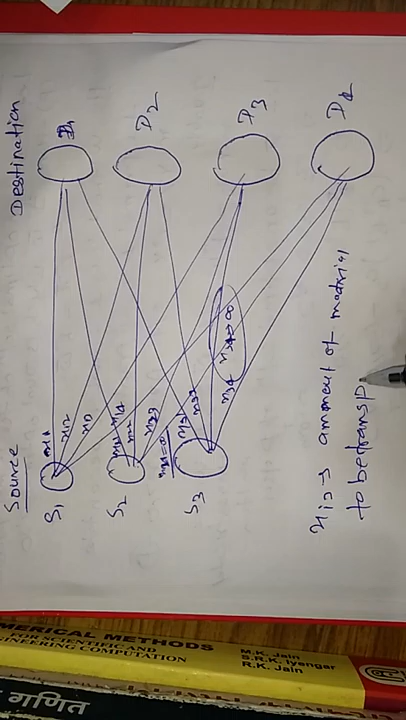 Source
Destination
S1
S2
S3
D1
D2
D3
D4
x11
x12
x13
x14
x21
x22
x23
x24=∞
x31
x32
x33
x34
xij → amount of material
to be transp
NUMERICAL METHODS
FOR SCIENTIFIC AND
ENGINEERING COMPUTATION
M.K. Jain
S.R.K. Iyengar
R.K. Jain
गणित